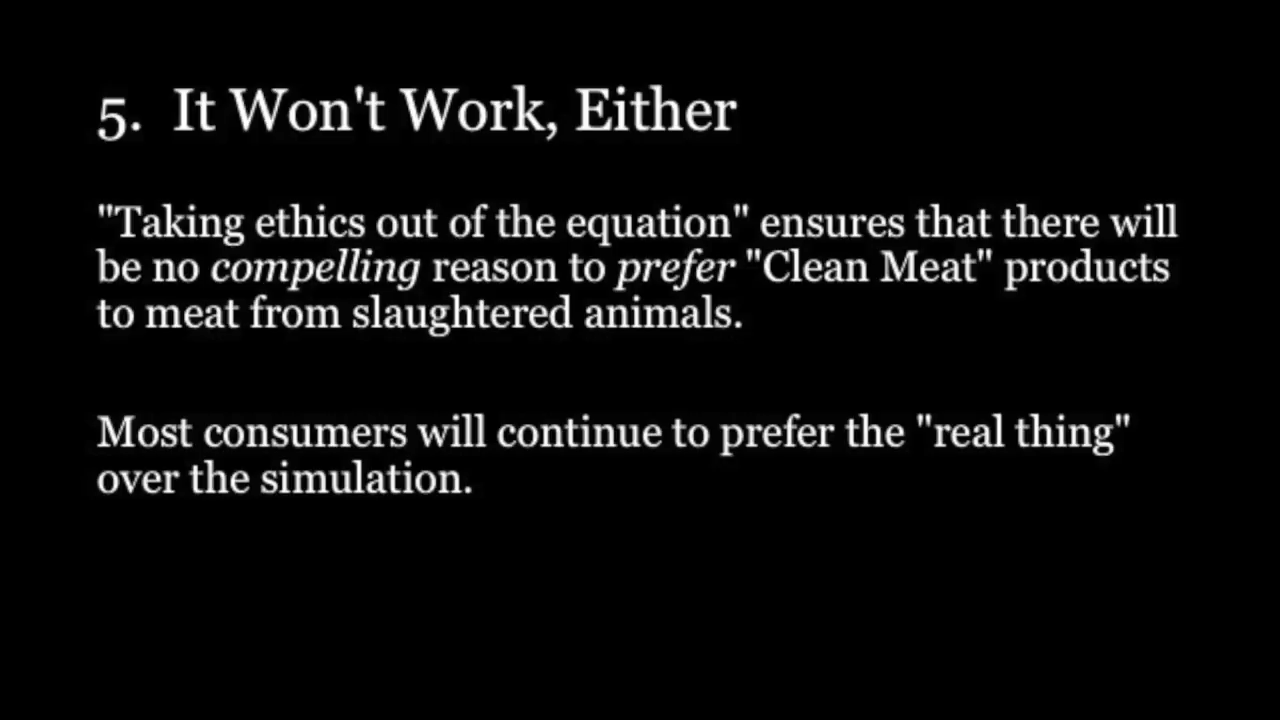 5. It Won't Work, Either
"Taking ethics out of the equation" ensures that there will
be no compelling reason to prefer "Clean Meat" products
to meat from slaughtered animals.
Most consumers will continue to prefer the "real thing"
over the simulation.